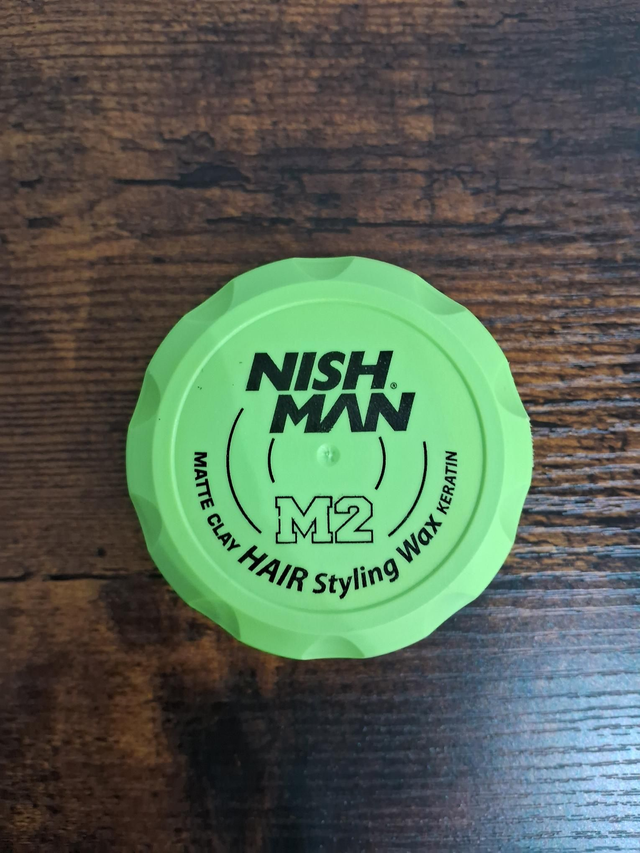 NISH
MAN®
M2
MATTE CLAY HAIR Styling Wax KERATIN